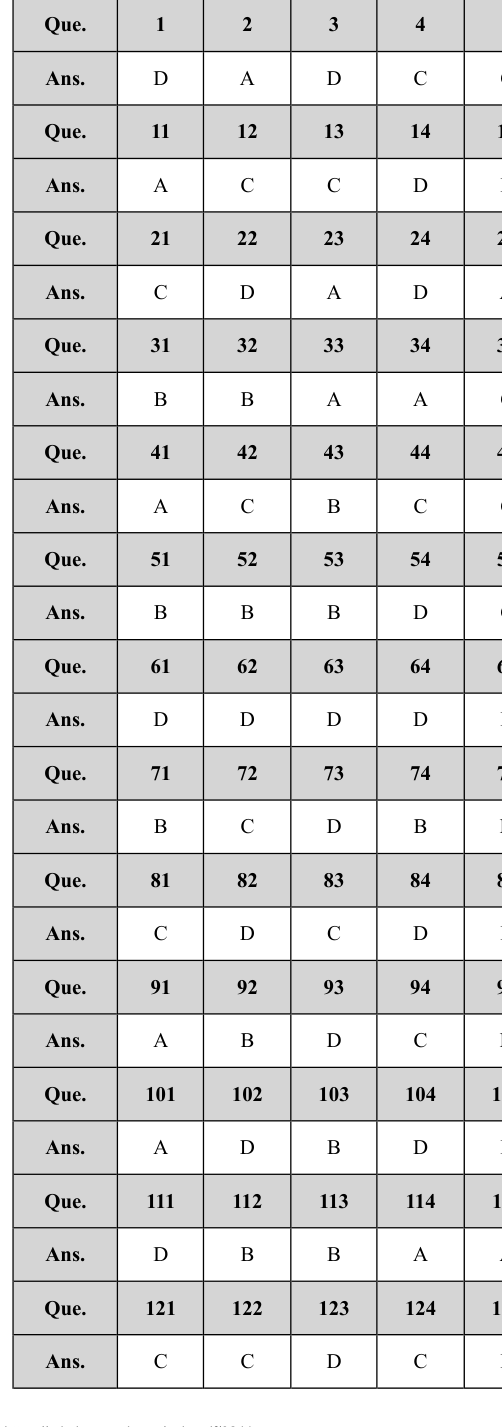 Que. 1 2 3 4
Ans. D A D C
Que. 11 12 13 14
Ans. A C C D
Que. 21 22 23 24
Ans. C D A D
Que. 31 32 33 34
Ans. B B A A
Que. 41 42 43 44
Ans. A C B C
Que. 51 52 53 54
Ans. B B B D
Que. 61 62 63 64
Ans. D D D D
Que. 71 72 73 74
Ans. B C D B
Que. 81 82 83 84
Ans. C D C D
Que. 91 92 93 94
Ans. A B D C
Que. 101 102 103 104
Ans. A D B D
Que. 111 112 113 114
Ans. D B B A
Que. 121 122 123 124
Ans. C C D C